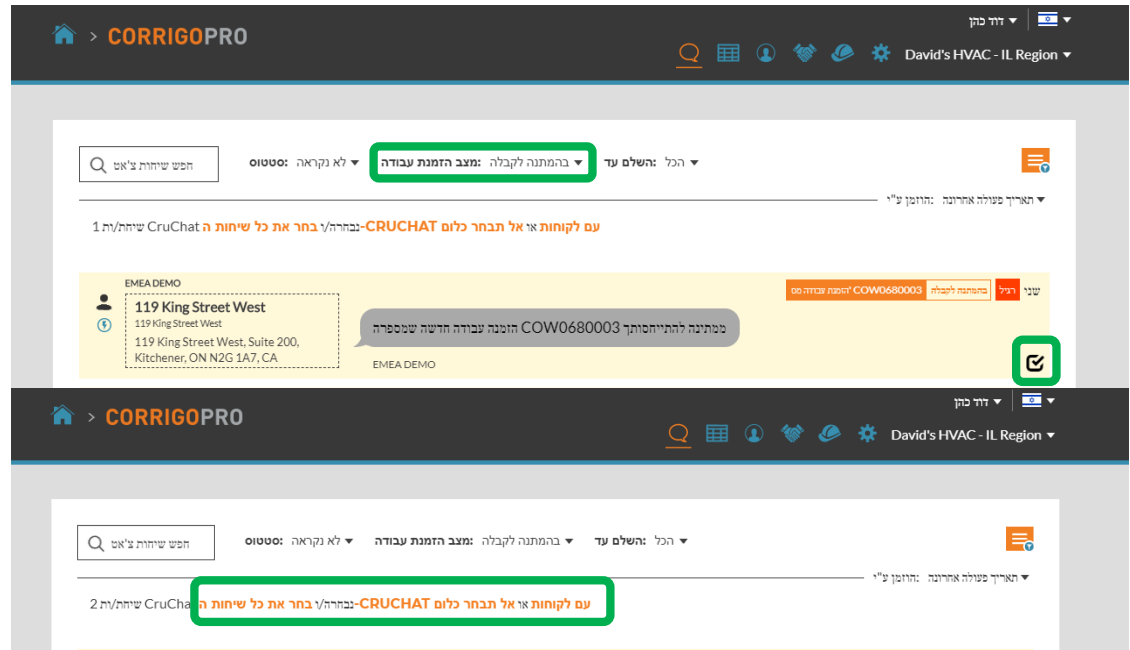 דוד כהן
> CORRIGOPRO
David's HVAC - IL Region
חפש שיחות צ'אט
סטטוס: לא נקראה
מצב הזמנת עבודה: בהמתנה לקבלה
השלם עד: הכל
הוזמן ע"י: תאריך פעולה אחרונה
1 שיחת/ות CruChat נבחרה/ו בחר את כל שיחות ה-CRUCHAT עם לקוחות או אל תבחר כלום
EMEA DEMO
119 King Street West
119 King Street West
119 King Street West, Suite 200,
Kitchener, ON N2G 1A7, CA
הזמנה עבודה חדשה שמספרה COW0680003 ממתינה להתייחסותך
EMEA DEMO
הזמנת עבודה מס' COW0680003 בהמתנה לקבלה רגיל שני
דוד כהן
> CORRIGOPRO
David's HVAC - IL Region
חפש שיחות צ'אט
סטטוס: לא נקראה
מצב הזמנת עבודה: בהמתנה לקבלה
השלם עד: הכל
הוזמן ע"י: תאריך פעולה אחרונה
2 שיחת/ות CruCha נבחרה/ו בחר את כל שיחות ה-CRUCHAT עם לקוחות או אל תבחר כלום